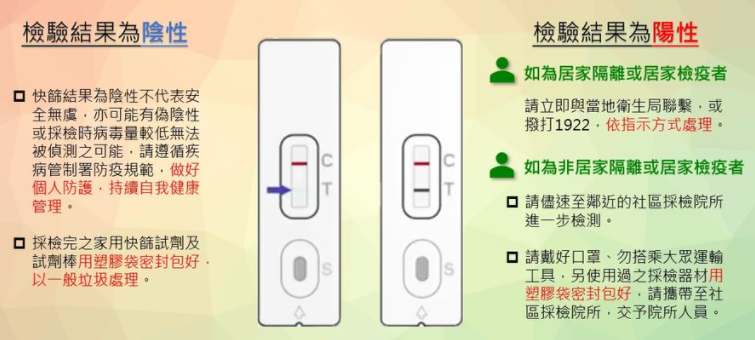 檢驗結果為陰性
快篩結果為陰性不代表安
全無虞，亦可能有偽陰性
或採檢時病毒量較低無法
被偵測之可能，請遵循疾
病管制署防疫規範，做好
個人防護，持續自我健康
管理。
採檢完之家用快篩試劑及
試劑棒用塑膠袋密封包好，
以一般垃圾處理。
C
T
S
C
T
S
檢驗結果為陽性
如為居家隔離或居家檢疫者
請立即與當地衛生局聯繫，或
撥打1922，依指示方式處理。
如為非居家隔離或居家檢疫者
請儘速至鄰近的社區採檢院所
進一步檢測。
請戴好口罩、勿搭乘大眾運輸
工具，另使用過之採檢器材用
塑膠袋密封包好，請攜帶至社
區採檢院所，交予院所人員。